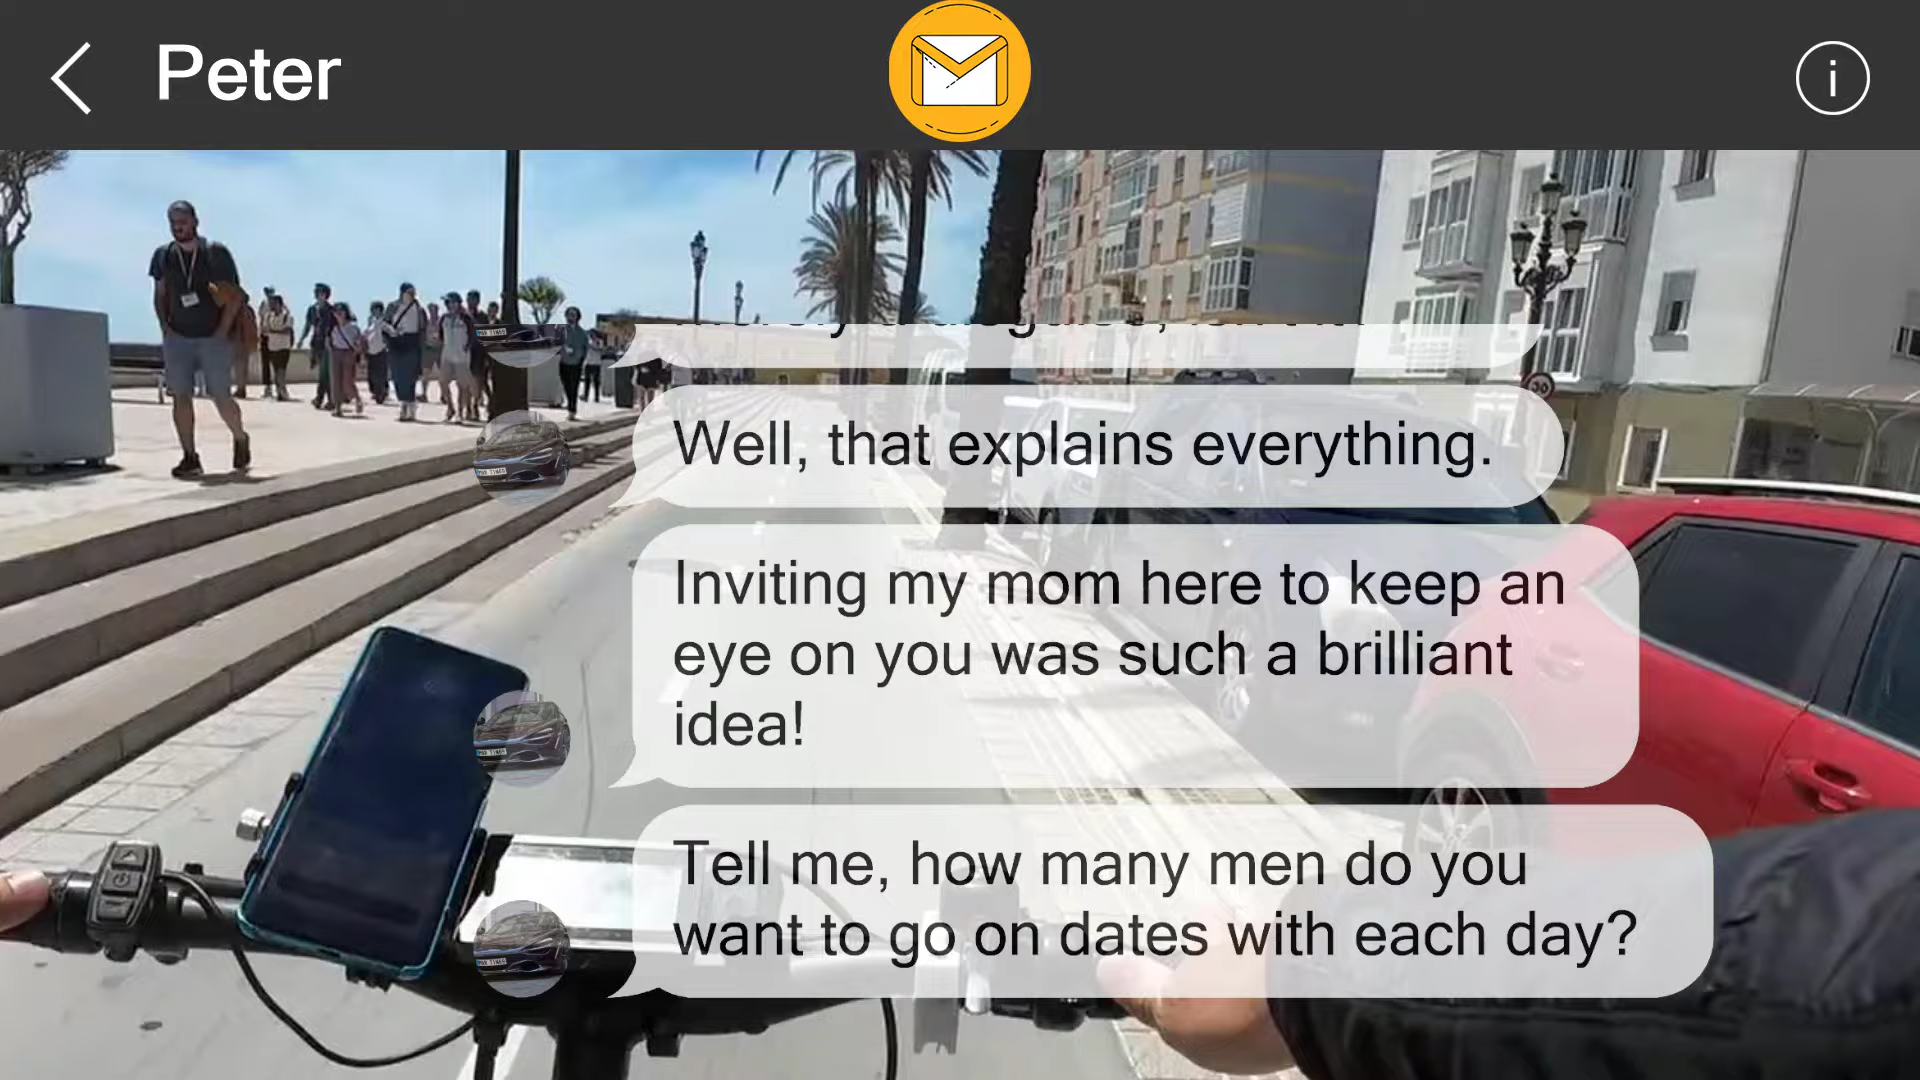 Peter
Well, that explains everything.
Inviting my mom here to keep an
eye on you was such a brilliant
idea!
Tell me, how many men do you
want to go on dates with each day?
30